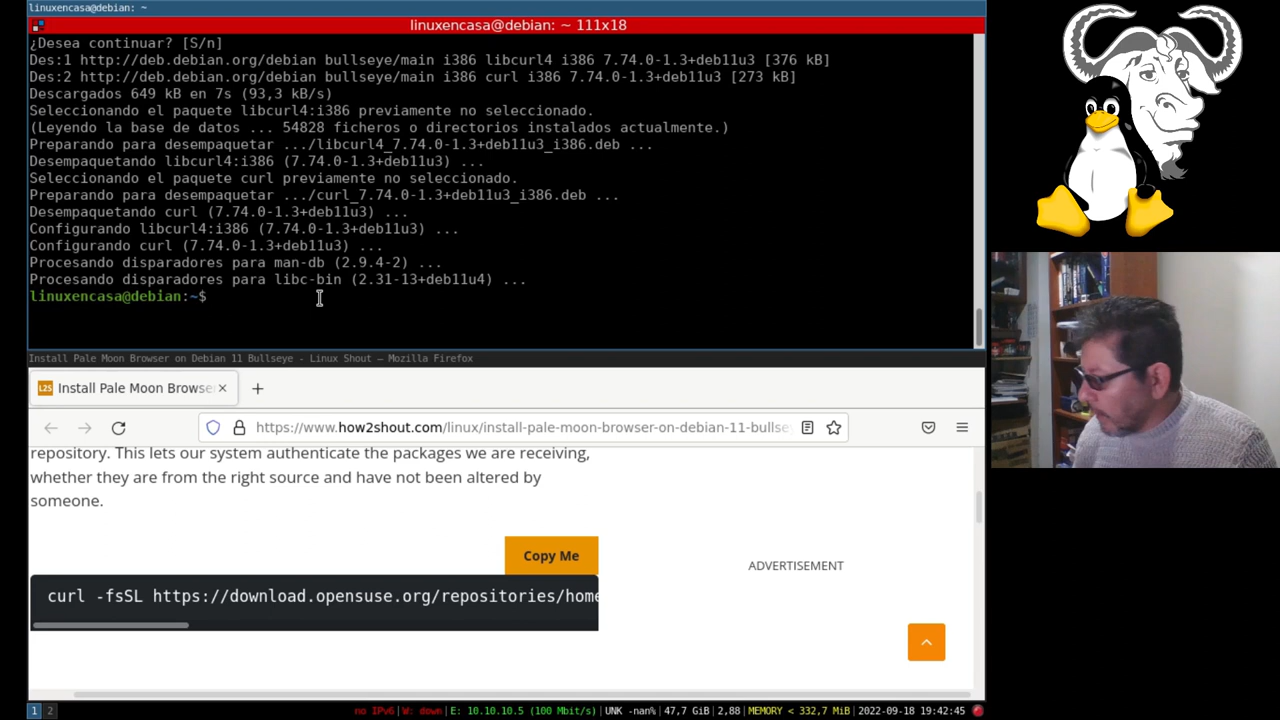 linuxencasa@debian: ~
linuxencasa@debian: ~ 111x18
¿Desea continuar? [S/n]
Des:1 http://deb.debian.org/debian bullseye/main i386 libcurl4 i386 7.74.0-1.3+deb11u3 [376 kB]
Des:2 http://deb.debian.org/debian bullseye/main i386 curl i386 7.74.0-1.3+deb11u3 [273 kB]
Descargados 649 kB en 7s (93,3 kB/s)
Seleccionando el paquete libcurl4:i386 previamente no seleccionado.
(Leyendo la base de datos ... 54828 ficheros o directorios instalados actualmente.)
Preparando para desempaquetar .../libcurl4_7.74.0-1.3+deb11u3_i386.deb ...
Desempaquetando libcurl4:i386 (7.74.0-1.3+deb11u3) ...
Seleccionando el paquete curl previamente no seleccionado.
Preparando para desempaquetar .../curl_7.74.0-1.3+deb11u3_i386.deb ...
Desempaquetando curl (7.74.0-1.3+deb11u3) ...
Configurando libcurl4:i386 (7.74.0-1.3+deb11u3) ...
Configurando curl (7.74.0-1.3+deb11u3) ...
Procesando disparadores para man-db (2.9.4-2) ...
Procesando disparadores para libc-bin (2.31-13+deb11u4) ...
linuxencasa@debian:~$
Install Pale Moon Browser on Debian 11 Bullseye - Linux Shout — Mozilla Firefox
L2S Install Pale Moon Browse
https://www.how2shout.com/linux/install-pale-moon-browser-on-debian-11-bullse
repository. This lets our system authenticate the packages we are receiving,
whether they are from the right source and have not been altered by
someone.
Copy Me
ADVERTISEMENT
curl -fsSL https://download.opensuse.org/repositories/home
1 2 no IPv6 W: down E: 10.10.10.5 (100 Mbit/s) UNK -nan% 47,7 GiB 2,88 MEMORY < 332,7 MiB 2022-09-18 19:42:45